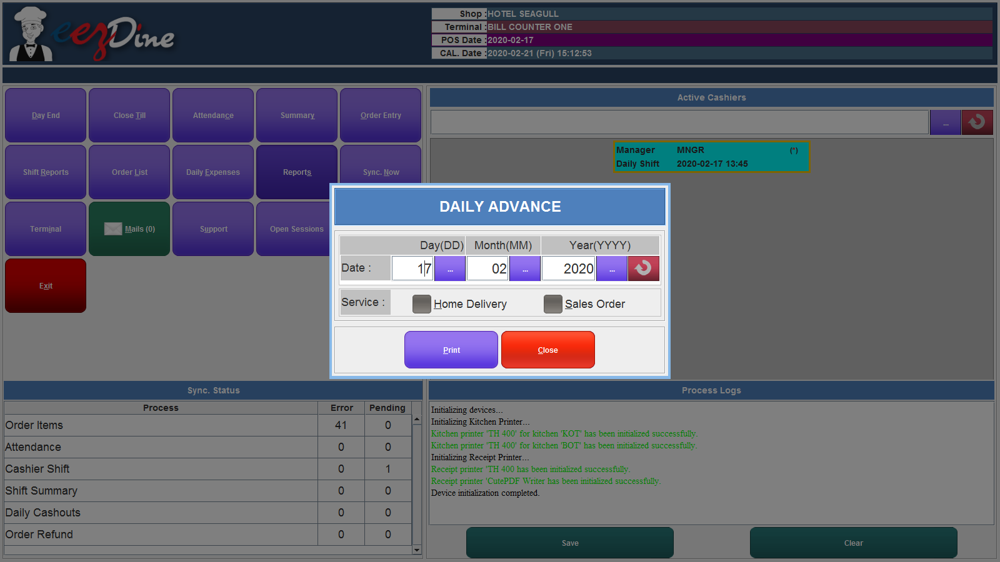 eezDine
Shop : HOTEL SEAGULL
Terminal : BILL COUNTER ONE
POS Date : 2020-02-17
CAL. Date : 2020-02-21 (Fri) 15:12:53
Day End
Close Till
Attendance
Summary
Order Entry
Shift Reports
Order List
Daily Expenses
Reports
Sync. Now
Terminal
Mails (0)
Support
Open Sessions
Exit
Active Cashiers
...
Manager MNGR (*)
Daily Shift 2020-02-17 13:45
DAILY ADVANCE
Day(DD) Month(MM) Year(YYYY)
Date : 17 ... 02 ... 2020 ...
Service : Home Delivery Sales Order
Print Close
Sync. Status
Process Error Pending
Order Items 41 0
Attendance 0 0
Cashier Shift 0 1
Shift Summary 0 0
Daily Cashouts 0 0
Order Refund 0 0
Process Logs
Initializing devices...
Initializing Kitchen Printer...
Kitchen printer 'TH 400' for kitchen 'KOT' has been initialized successfully.
Kitchen printer 'TH 400' for kitchen 'BOT' has been initialized successfully.
Initializing Receipt Printer...
Receipt printer 'TH 400 has been initialized successfully.
Receipt printer 'CutePDF Writer has been initialized successfully.
Device initialization completed.
Save Clear